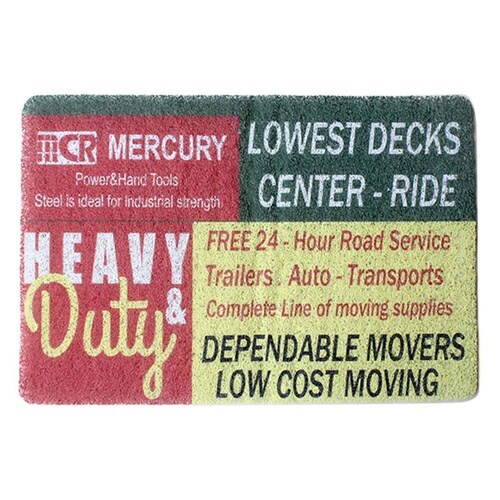 mCR MERCURY
Power&Hand Tools
Steel is ideal for industrial strength
LOWEST DECKS
CENTER - RIDE
HEAVY
& Duty
FREE 24 - Hour Road Service
Trailers . Auto - Transports
Complete Line of moving supplies
DEPENDABLE MOVERS
LOW COST MOVING